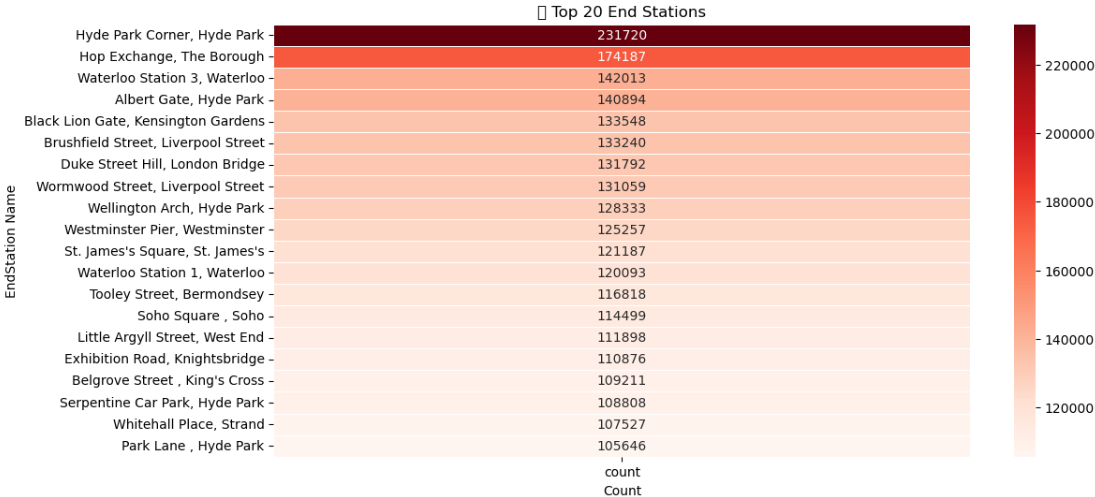 ▯ Top 20 End Stations
EndStation Name
Hyde Park Corner, Hyde Park 231720
Hop Exchange, The Borough 174187
Waterloo Station 3, Waterloo 142013
Albert Gate, Hyde Park 140894
Black Lion Gate, Kensington Gardens 133548
Brushfield Street, Liverpool Street 133240
Duke Street Hill, London Bridge 131792
Wormwood Street, Liverpool Street 131059
Wellington Arch, Hyde Park 128333
Westminster Pier, Westminster 125257
St. James's Square, St. James's 121187
Waterloo Station 1, Waterloo 120093
Tooley Street, Bermondsey 116818
Soho Square , Soho 114499
Little Argyll Street, West End 111898
Exhibition Road, Knightsbridge 110876
Belgrove Street , King's Cross 109211
Serpentine Car Park, Hyde Park 108808
Whitehall Place, Strand 107527
Park Lane , Hyde Park 105646
count
Count
220000
200000
180000
160000
140000
120000